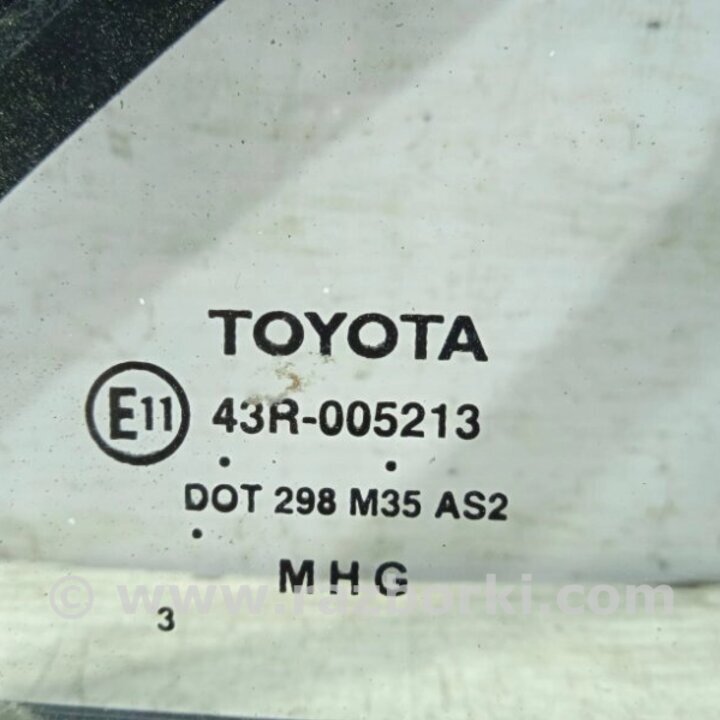 TOYOTA
E11 43R-005213
DOT 298 M35 AS2
MHG
© www.razborki.com
3